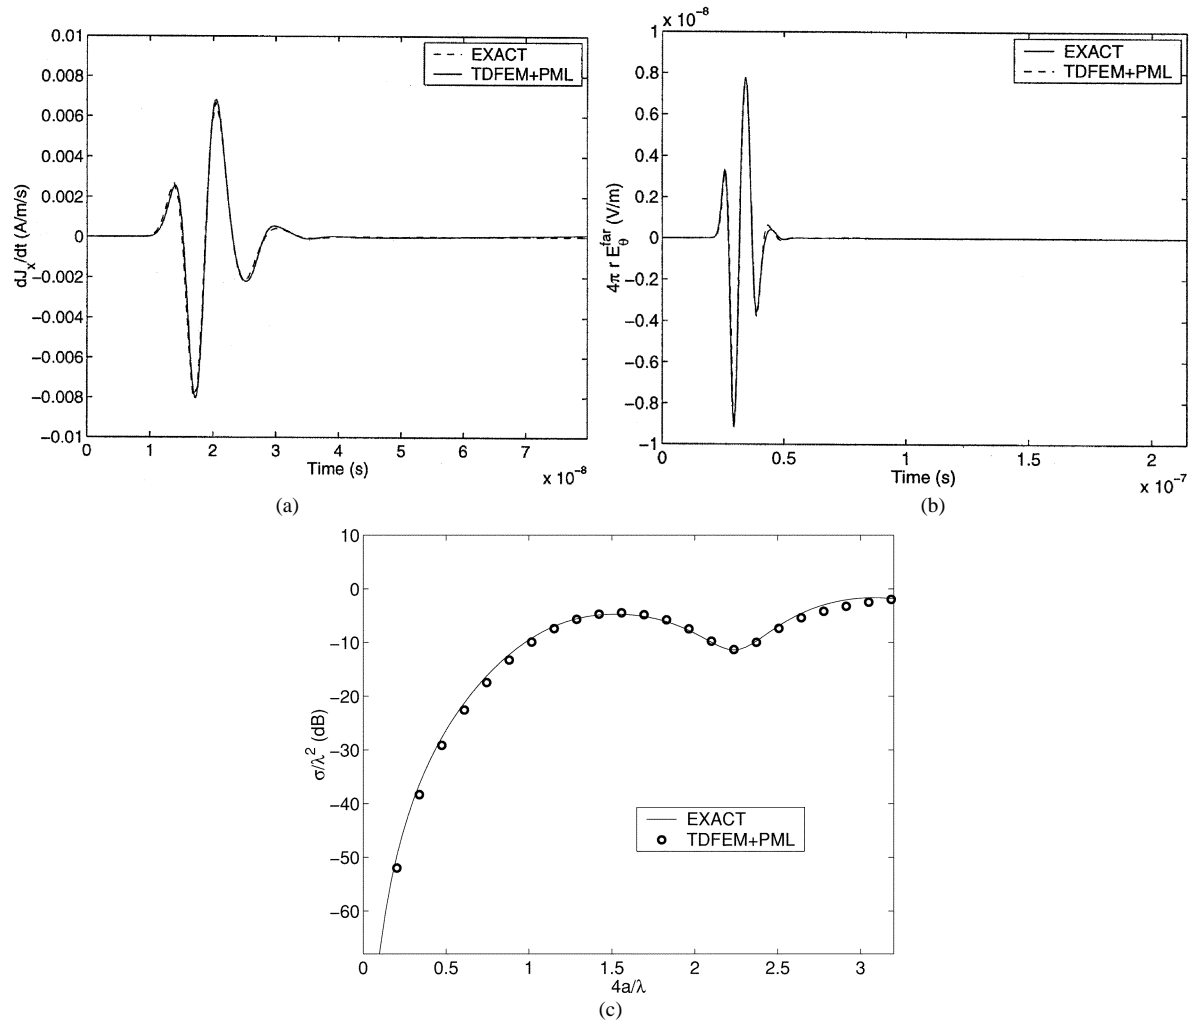 0.01
0.008
0.006
0.004
0.002
0
−0.002
−0.004
−0.006
−0.008
−0.01
dJx/dt (A/m/s)
EXACT
TDFEM+PML
0 1 2 3 4 5 6 7
Time (s)
x 10−8
(a)
x 10−8
1
0.8
0.6
0.4
0.2
0
−0.2
−0.4
−0.6
−0.8
−1
4π r Eθfar (V/m)
EXACT
TDFEM+PML
0 0.5 1 1.5 2
Time (s)
x 10−7
(b)
10
0
−10
−20
−30
−40
−50
−60
σ/λ2 (dB)
EXACT
TDFEM+PML
0 0.5 1 1.5 2 2.5 3
4a/λ
(c)